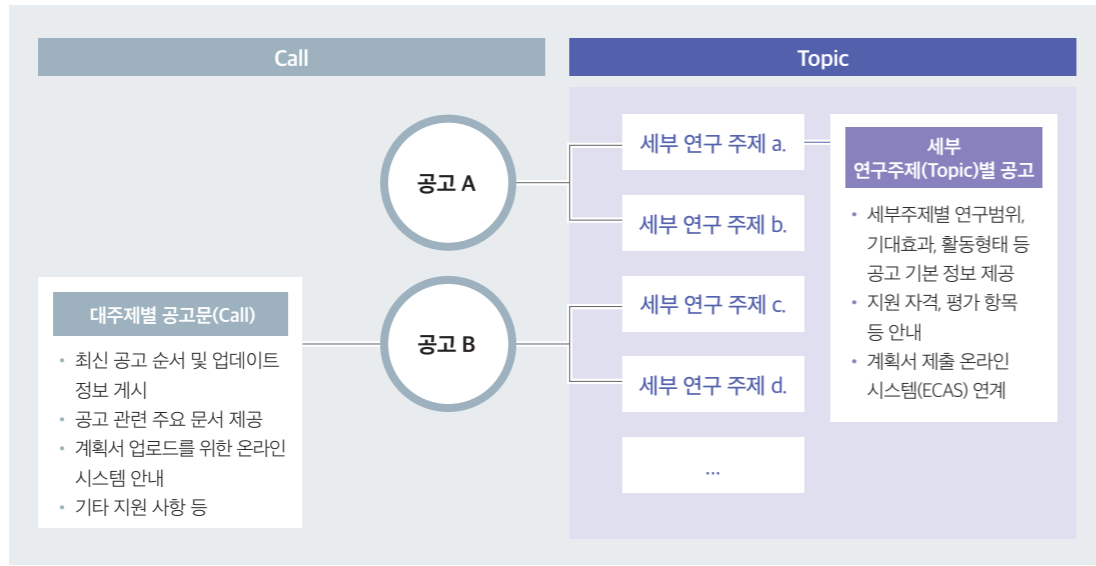 Call
Topic
공고 A
공고 B
대주제별 공고문(Call)
• 최신 공고 순서 및 업데이트
정보 게시
• 공고 관련 주요 문서 제공
• 계획서 업로드를 위한 온라인
시스템 안내
• 기타 지원 사항 등
세부 연구 주제 a.
세부 연구 주제 b.
세부 연구 주제 c.
세부 연구 주제 d.
...
세부
연구주제(Topic)별 공고
• 세부주제별 연구범위,
기대효과, 활동형태 등
공고 기본 정보 제공
• 지원 자격, 평가 항목
등 안내
• 계획서 제출 온라인
시스템(ECAS) 연계